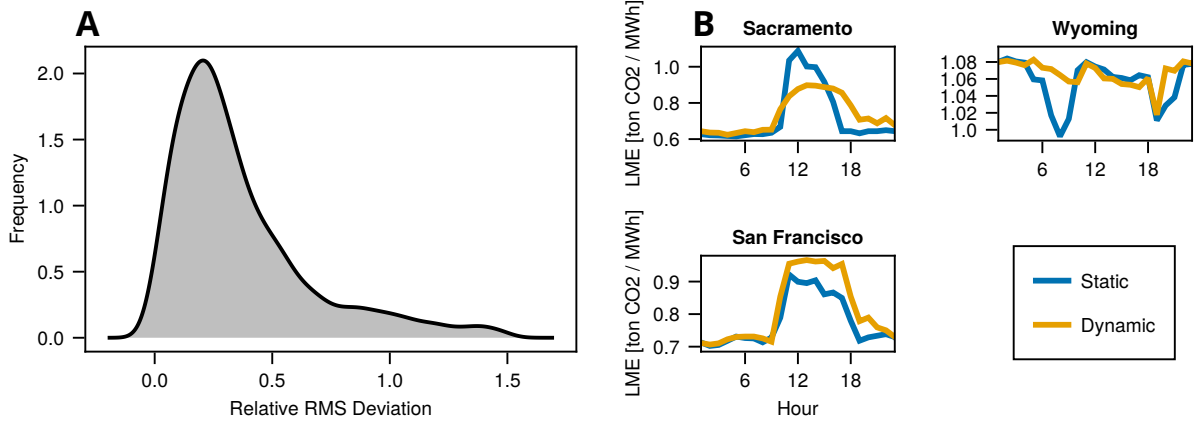 A
Frequency
2.0
1.5
1.0
0.5
0.0
0.0 0.5 1.0 1.5
Relative RMS Deviation
B
Sacramento
LME [ton CO2 / MWh]
1.0
0.8
0.6
6 12 18
Wyoming
1.08
1.06
1.04
1.02
1.0
6 12 18
San Francisco
LME [ton CO2 / MWh]
0.9
0.8
0.7
6 12 18
Hour
Static
Dynamic